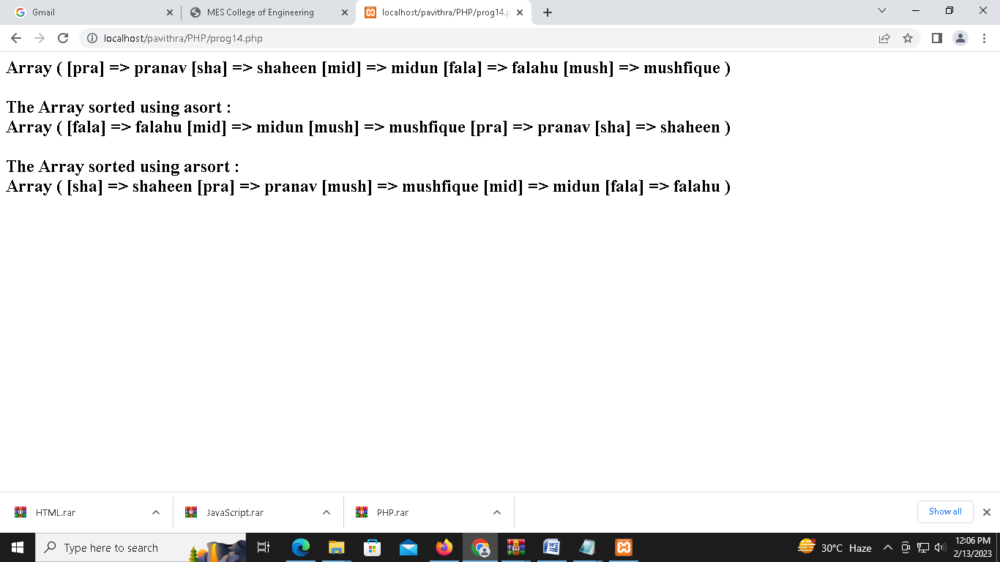 Gmail
MES College of Engineering
localhost/pavithra/PHP/prog14.p
localhost/pavithra/PHP/prog14.php
Array ( [pra] => pranav [sha] => shaheen [mid] => midun [fala] => falahu [mush] => mushfique )
The Array sorted using asort :
Array ( [fala] => falahu [mid] => midun [mush] => mushfique [pra] => pranav [sha] => shaheen )
The Array sorted using arsort :
Array ( [sha] => shaheen [pra] => pranav [mush] => mushfique [mid] => midun [fala] => falahu )
HTML.rar
JavaScript.rar
PHP.rar
Show all
Type here to search
30°C Haze
12:06 PM
2/13/2023